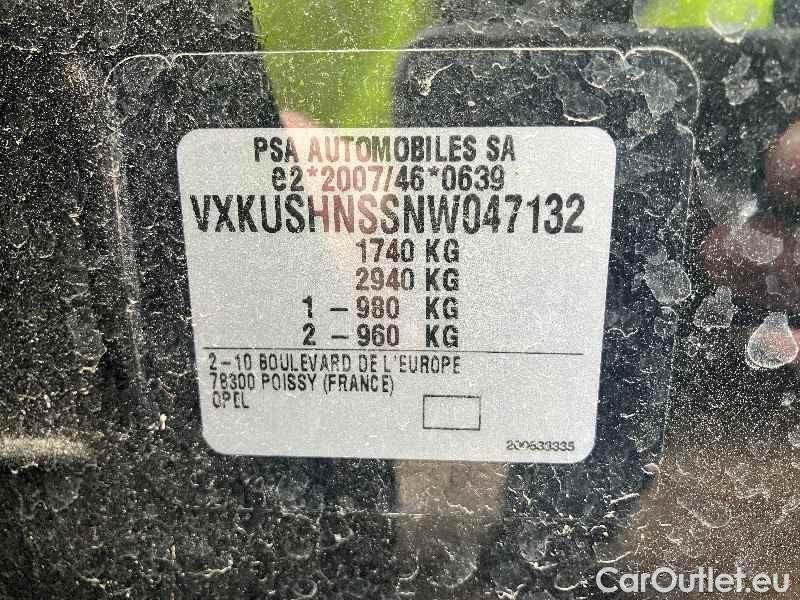 PSA AUTOMOBILES SA
e2*2007/46*0639
VXKUSHNSSNW047132
1740 KG
2940 KG
1 - 980 KG
2 - 960 KG
2-10 BOULEVARD DE L'EUROPE
78300 POISSY (FRANCE)
OPEL
200633335
CarOutlet.eu